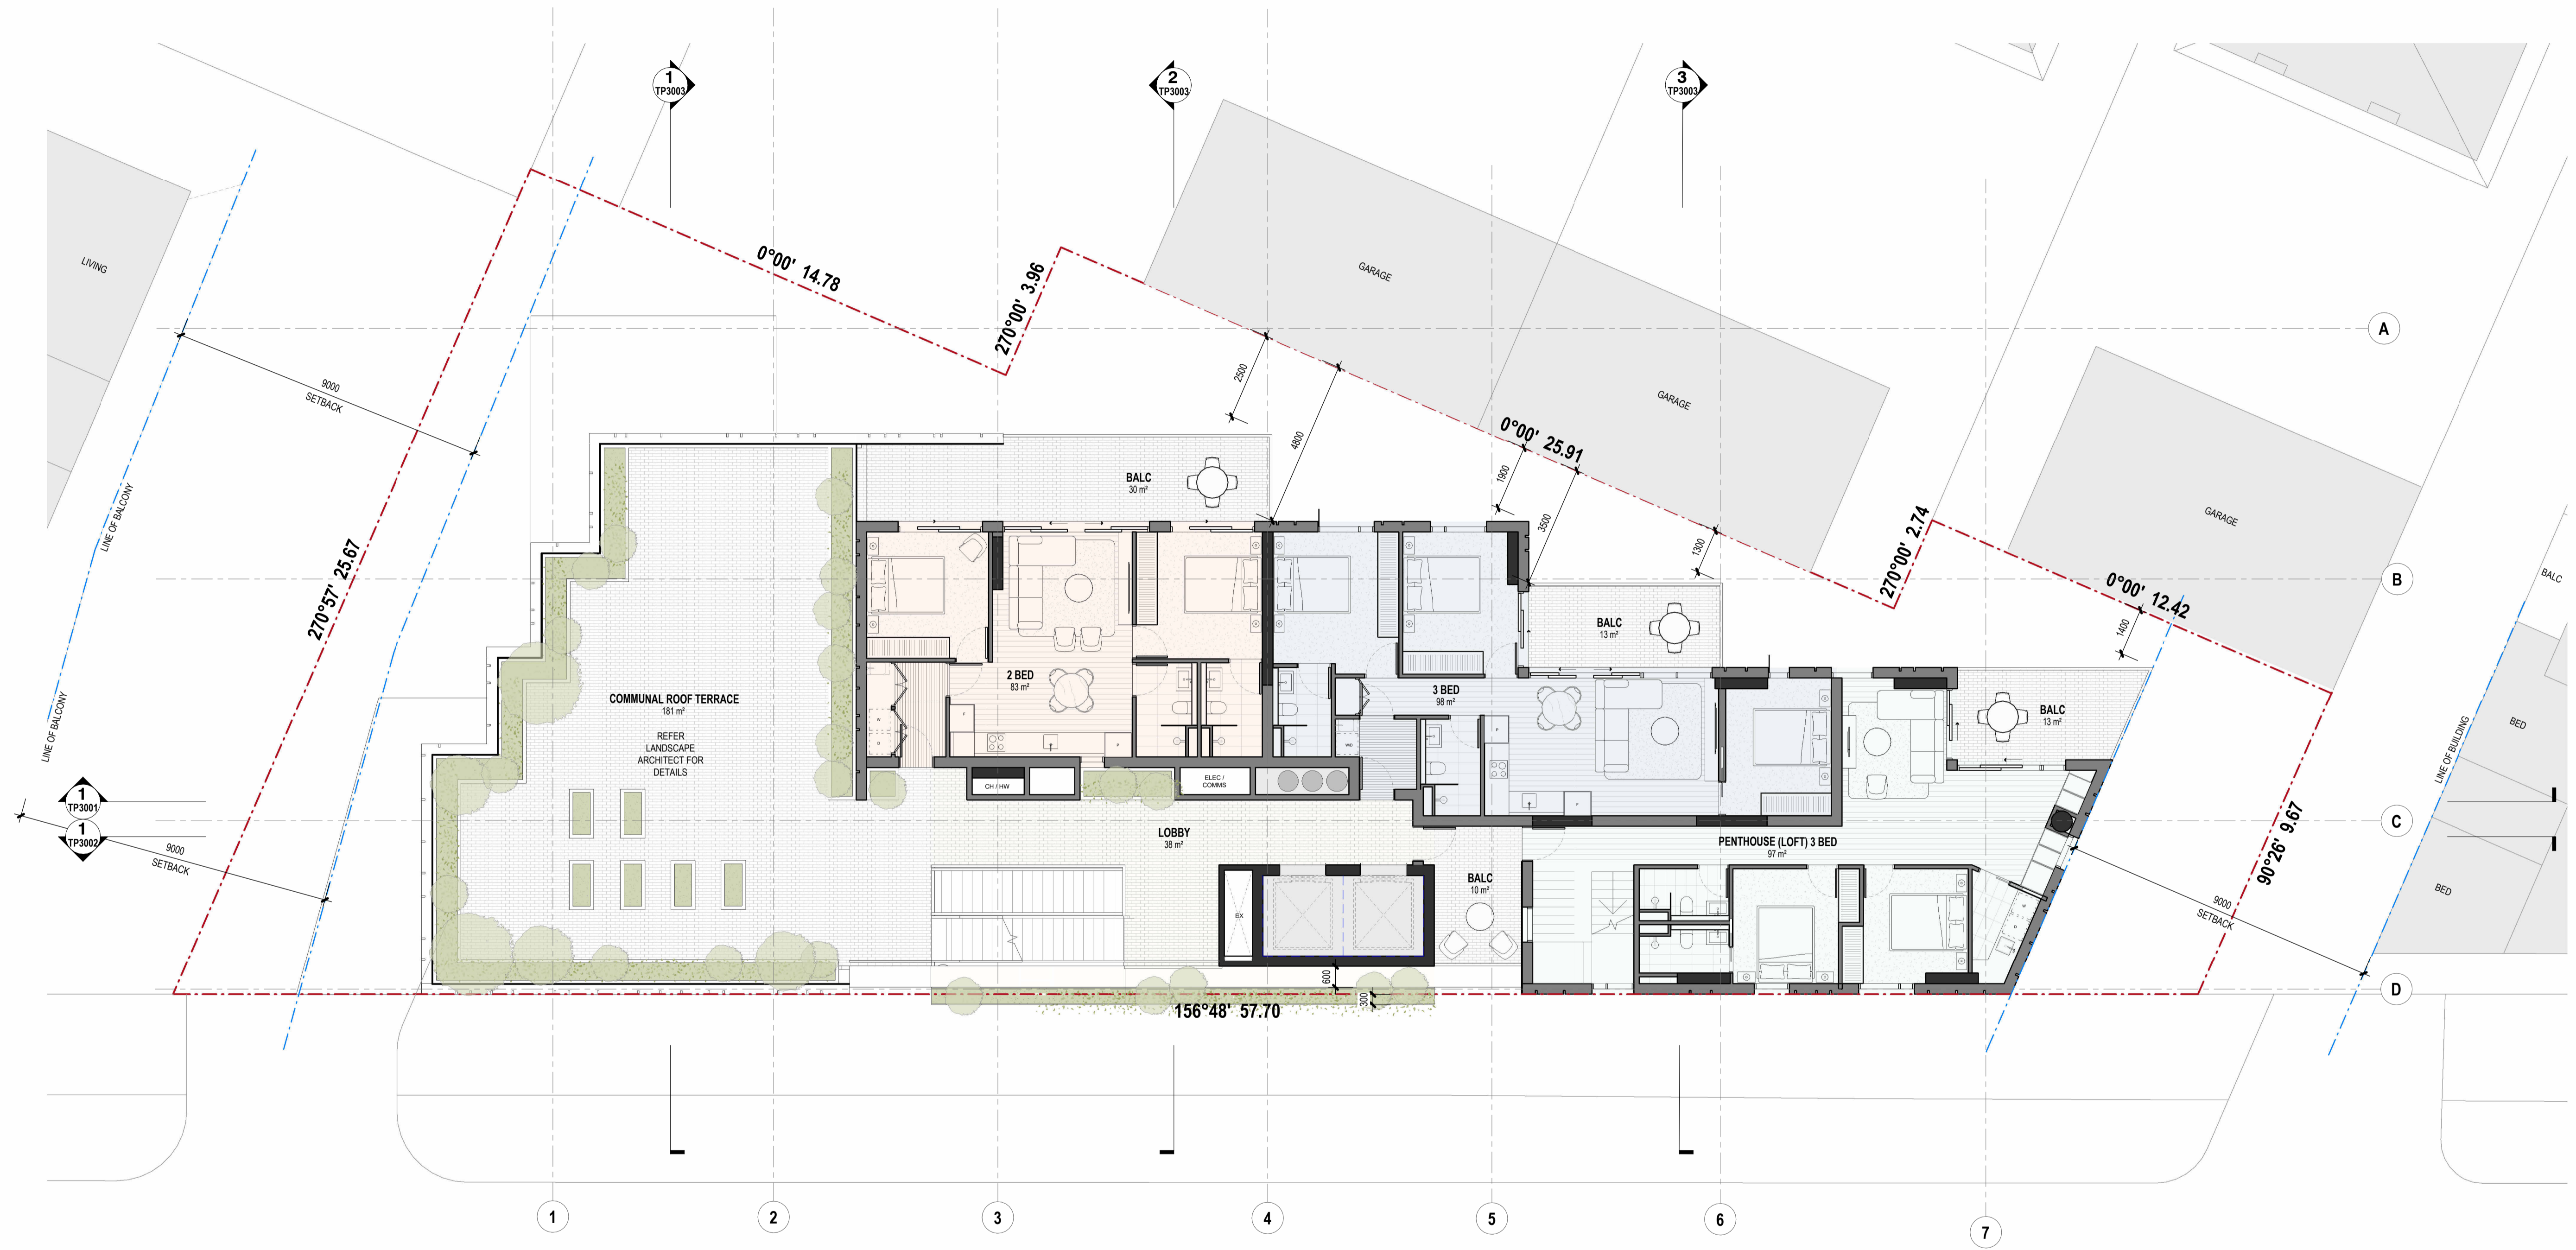 1
TP3003
2
TP3003
3
TP3003
LIVING
0°00' 14.78
270°00' 3.96
GARAGE
A
9000
SETBACK
2500
GARAGE
4800
0°00' 25.91
1900
3500
1300
270°00' 2.74
GARAGE
BALC
30 m²
LINE OF BALCONY
270°57' 25.67
B
BALC
0°00' 12.42
1400
BALC
13 m²
2 BED
83 m²
3 BED
98 m²
COMMUNAL ROOF TERRACE
181 m²
REFER
LANDSCAPE
ARCHITECT FOR
DETAILS
BALC
13 m²
BED
LINE OF BALCONY
LINE OF BUILDING
W
D
F
P
WD
P
F
CH / HW
ELEC /
COMMS
1
TP3001
1
TP3002
C
LOBBY
38 m²
PENTHOUSE (LOFT) 3 BED
97 m²
9000
SETBACK
BALC
10 m²
EX
90°26' 9.67
BED
9000
SETBACK
600
300
D
156°48' 57.70
1
2
3
4
5
6
7